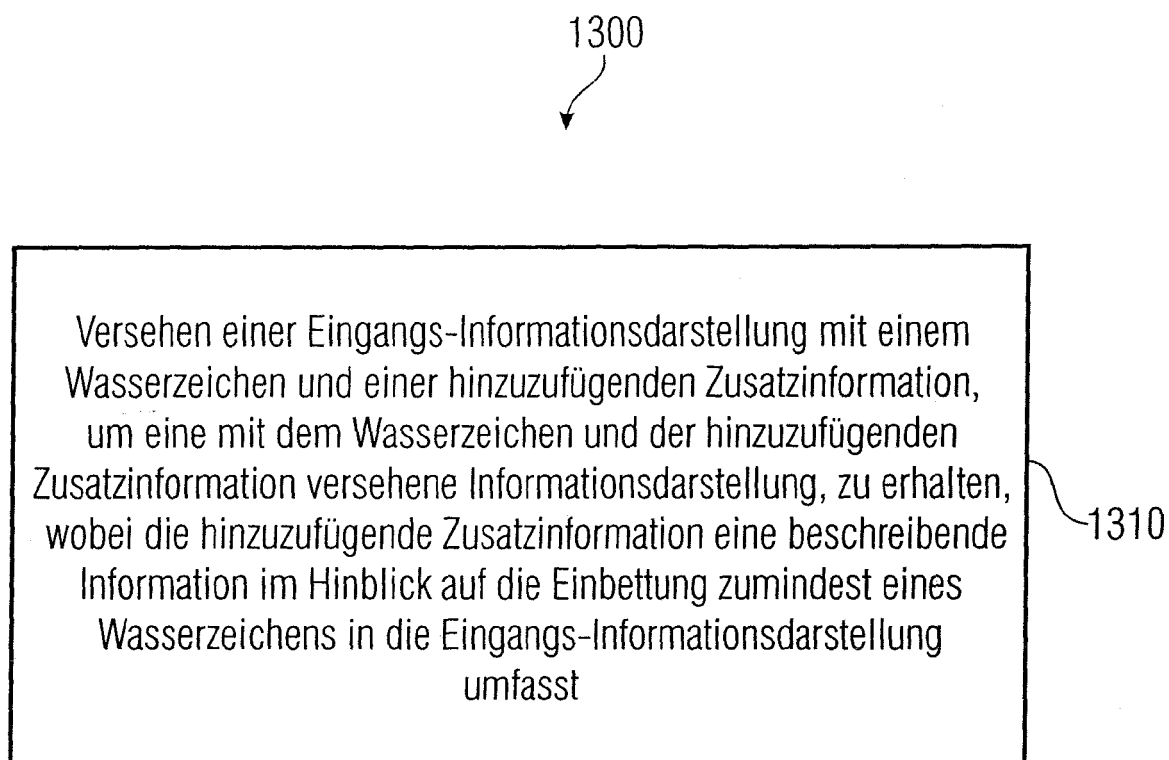 1300
Versehen einer Eingangs-Informationsdarstellung mit einem
Wasserzeichen und einer hinzuzufügenden Zusatzinformation,
um eine mit dem Wasserzeichen und der hinzuzufügenden
Zusatzinformation versehene Informationsdarstellung, zu erhalten,
wobei die hinzuzufügende Zusatzinformation eine beschreibende
Information im Hinblick auf die Einbettung zumindest eines
Wasserzeichens in die Eingangs-Informationsdarstellung
umfasst
1310